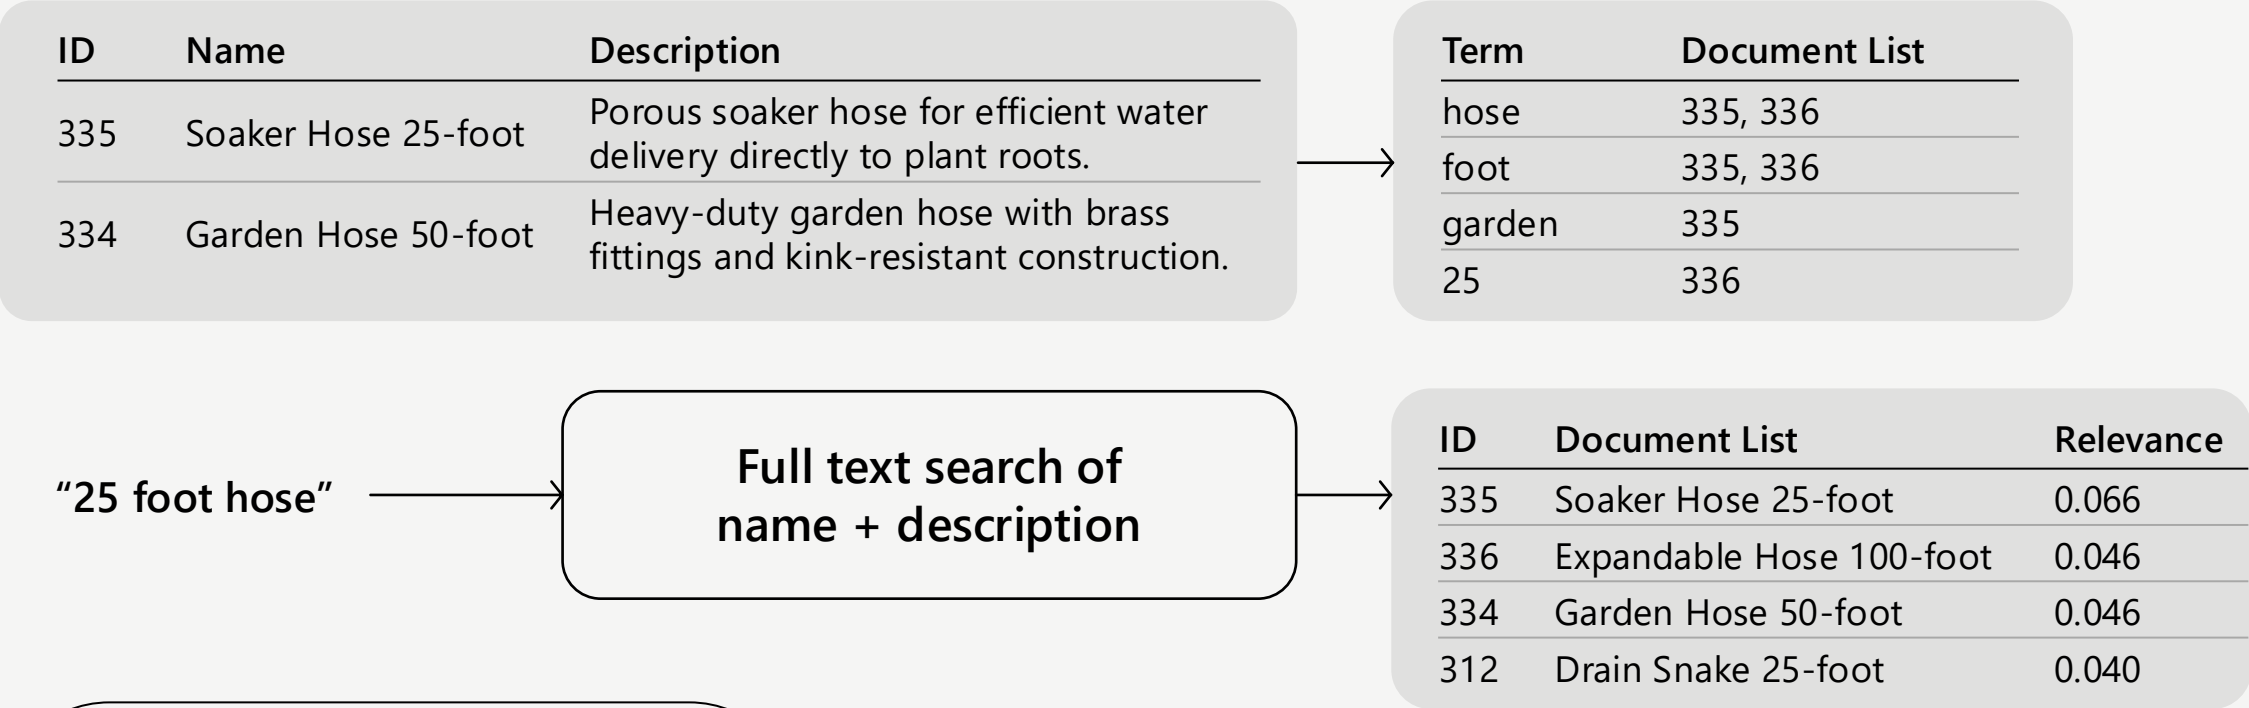 ID Name Description
335 Soaker Hose 25-foot Porous soaker hose for efficient water
delivery directly to plant roots.
334 Garden Hose 50-foot Heavy-duty garden hose with brass
fittings and kink-resistant construction.
Term Document List
hose 335, 336
foot 335, 336
garden 335
25 336
“25 foot hose”
Full text search of
name + description
ID Document List Relevance
335 Soaker Hose 25-foot 0.066
336 Expandable Hose 100-foot 0.046
334 Garden Hose 50-foot 0.046
312 Drain Snake 25-foot 0.040